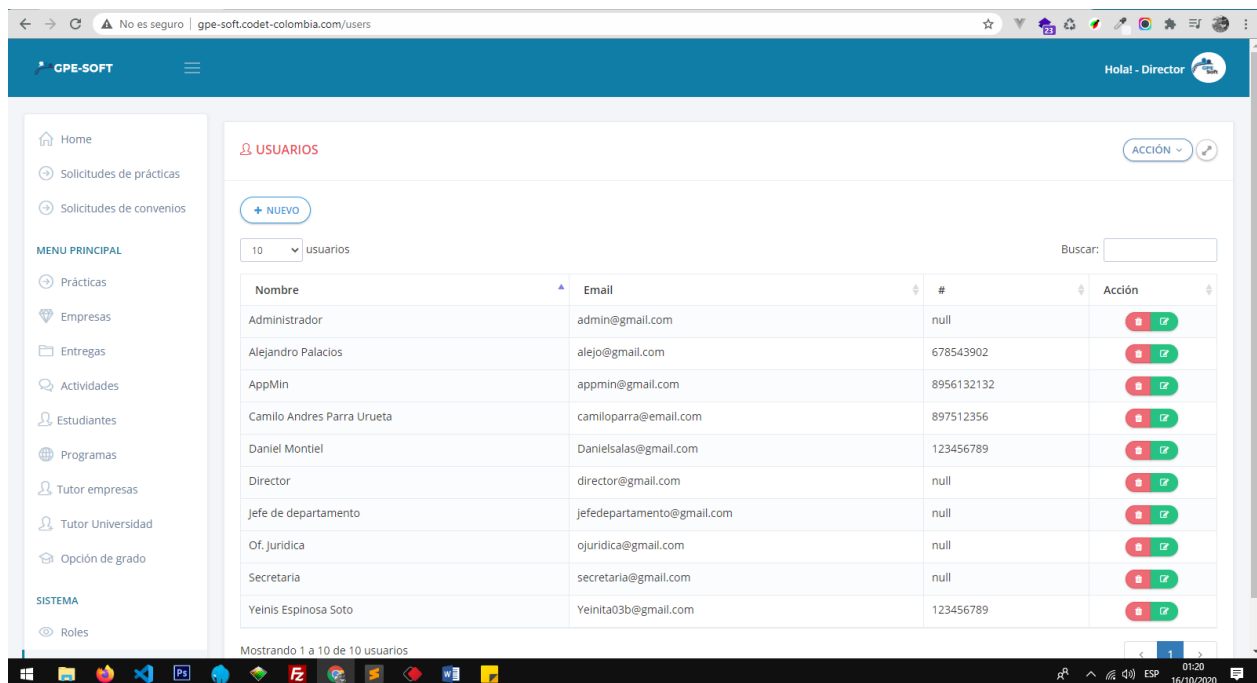 No es seguro | gpe-soft.codet-colombia.com/users
23
GPE-SOFT
Hola! - Director
GPE Soft
Home
Solicitudes de prácticas
Solicitudes de convenios
MENU PRINCIPAL
Prácticas
Empresas
Entregas
Actividades
Estudiantes
Programas
Tutor empresas
Tutor Universidad
Opción de grado
SISTEMA
Roles
USUARIOS
ACCIÓN
+ NUEVO
10 usuarios
Buscar:
Nombre Email # Acción
Administrador admin@gmail.com null
Alejandro Palacios alejo@gmail.com 678543902
AppMin appmin@gmail.com 8956132132
Camilo Andres Parra Urueta camiloparra@email.com 897512356
Daniel Montiel Danielsalas@gmail.com 123456789
Director director@gmail.com null
Jefe de departamento jefedepartamento@gmail.com null
Of. Juridica ojuridica@gmail.com null
Secretaria secretaria@gmail.com null
Yeinis Espinosa Soto Yeinita03b@gmail.com 123456789
Mostrando 1 a 10 de 10 usuarios
< 1 >
Ps
Fz
S
W
ESP
01:20
16/10/2020